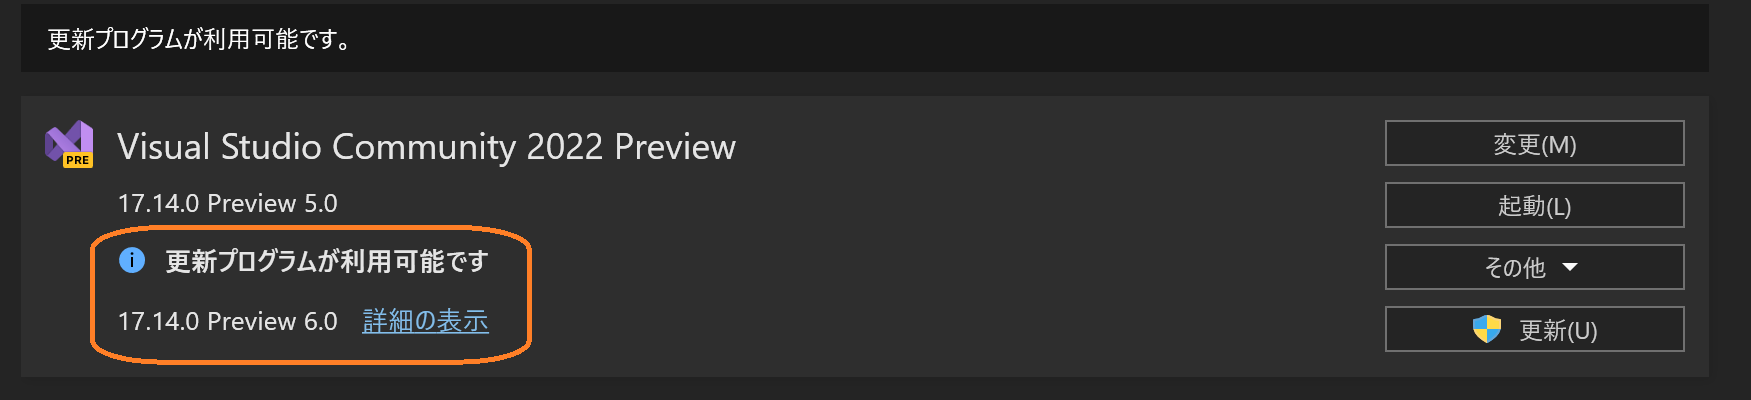 更新プログラムが利用可能です。
PRE
Visual Studio Community 2022 Preview
17.14.0 Preview 5.0
更新プログラムが利用可能です
17.14.0 Preview 6.0 詳細の表示
変更(M)
起動(L)
その他
更新(U)